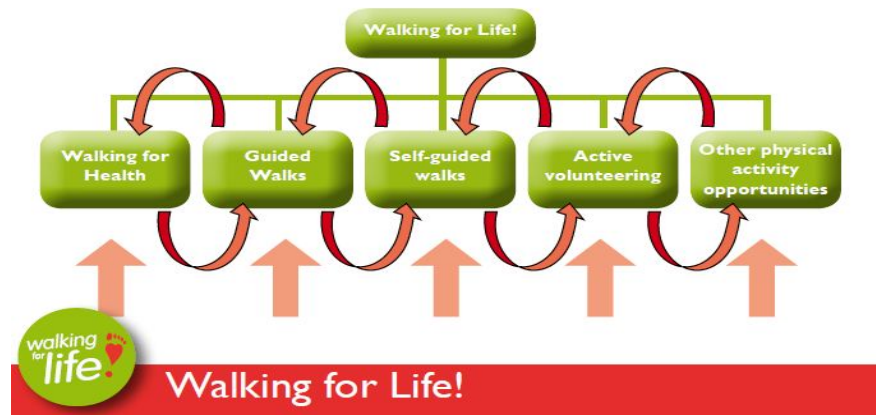 Walking for Life!
Walking for
Health
Guided
Walks
Self-guided
walks
Active
volunteering
Other physical
activity
opportunities
walking
for
life
Walking for Life!